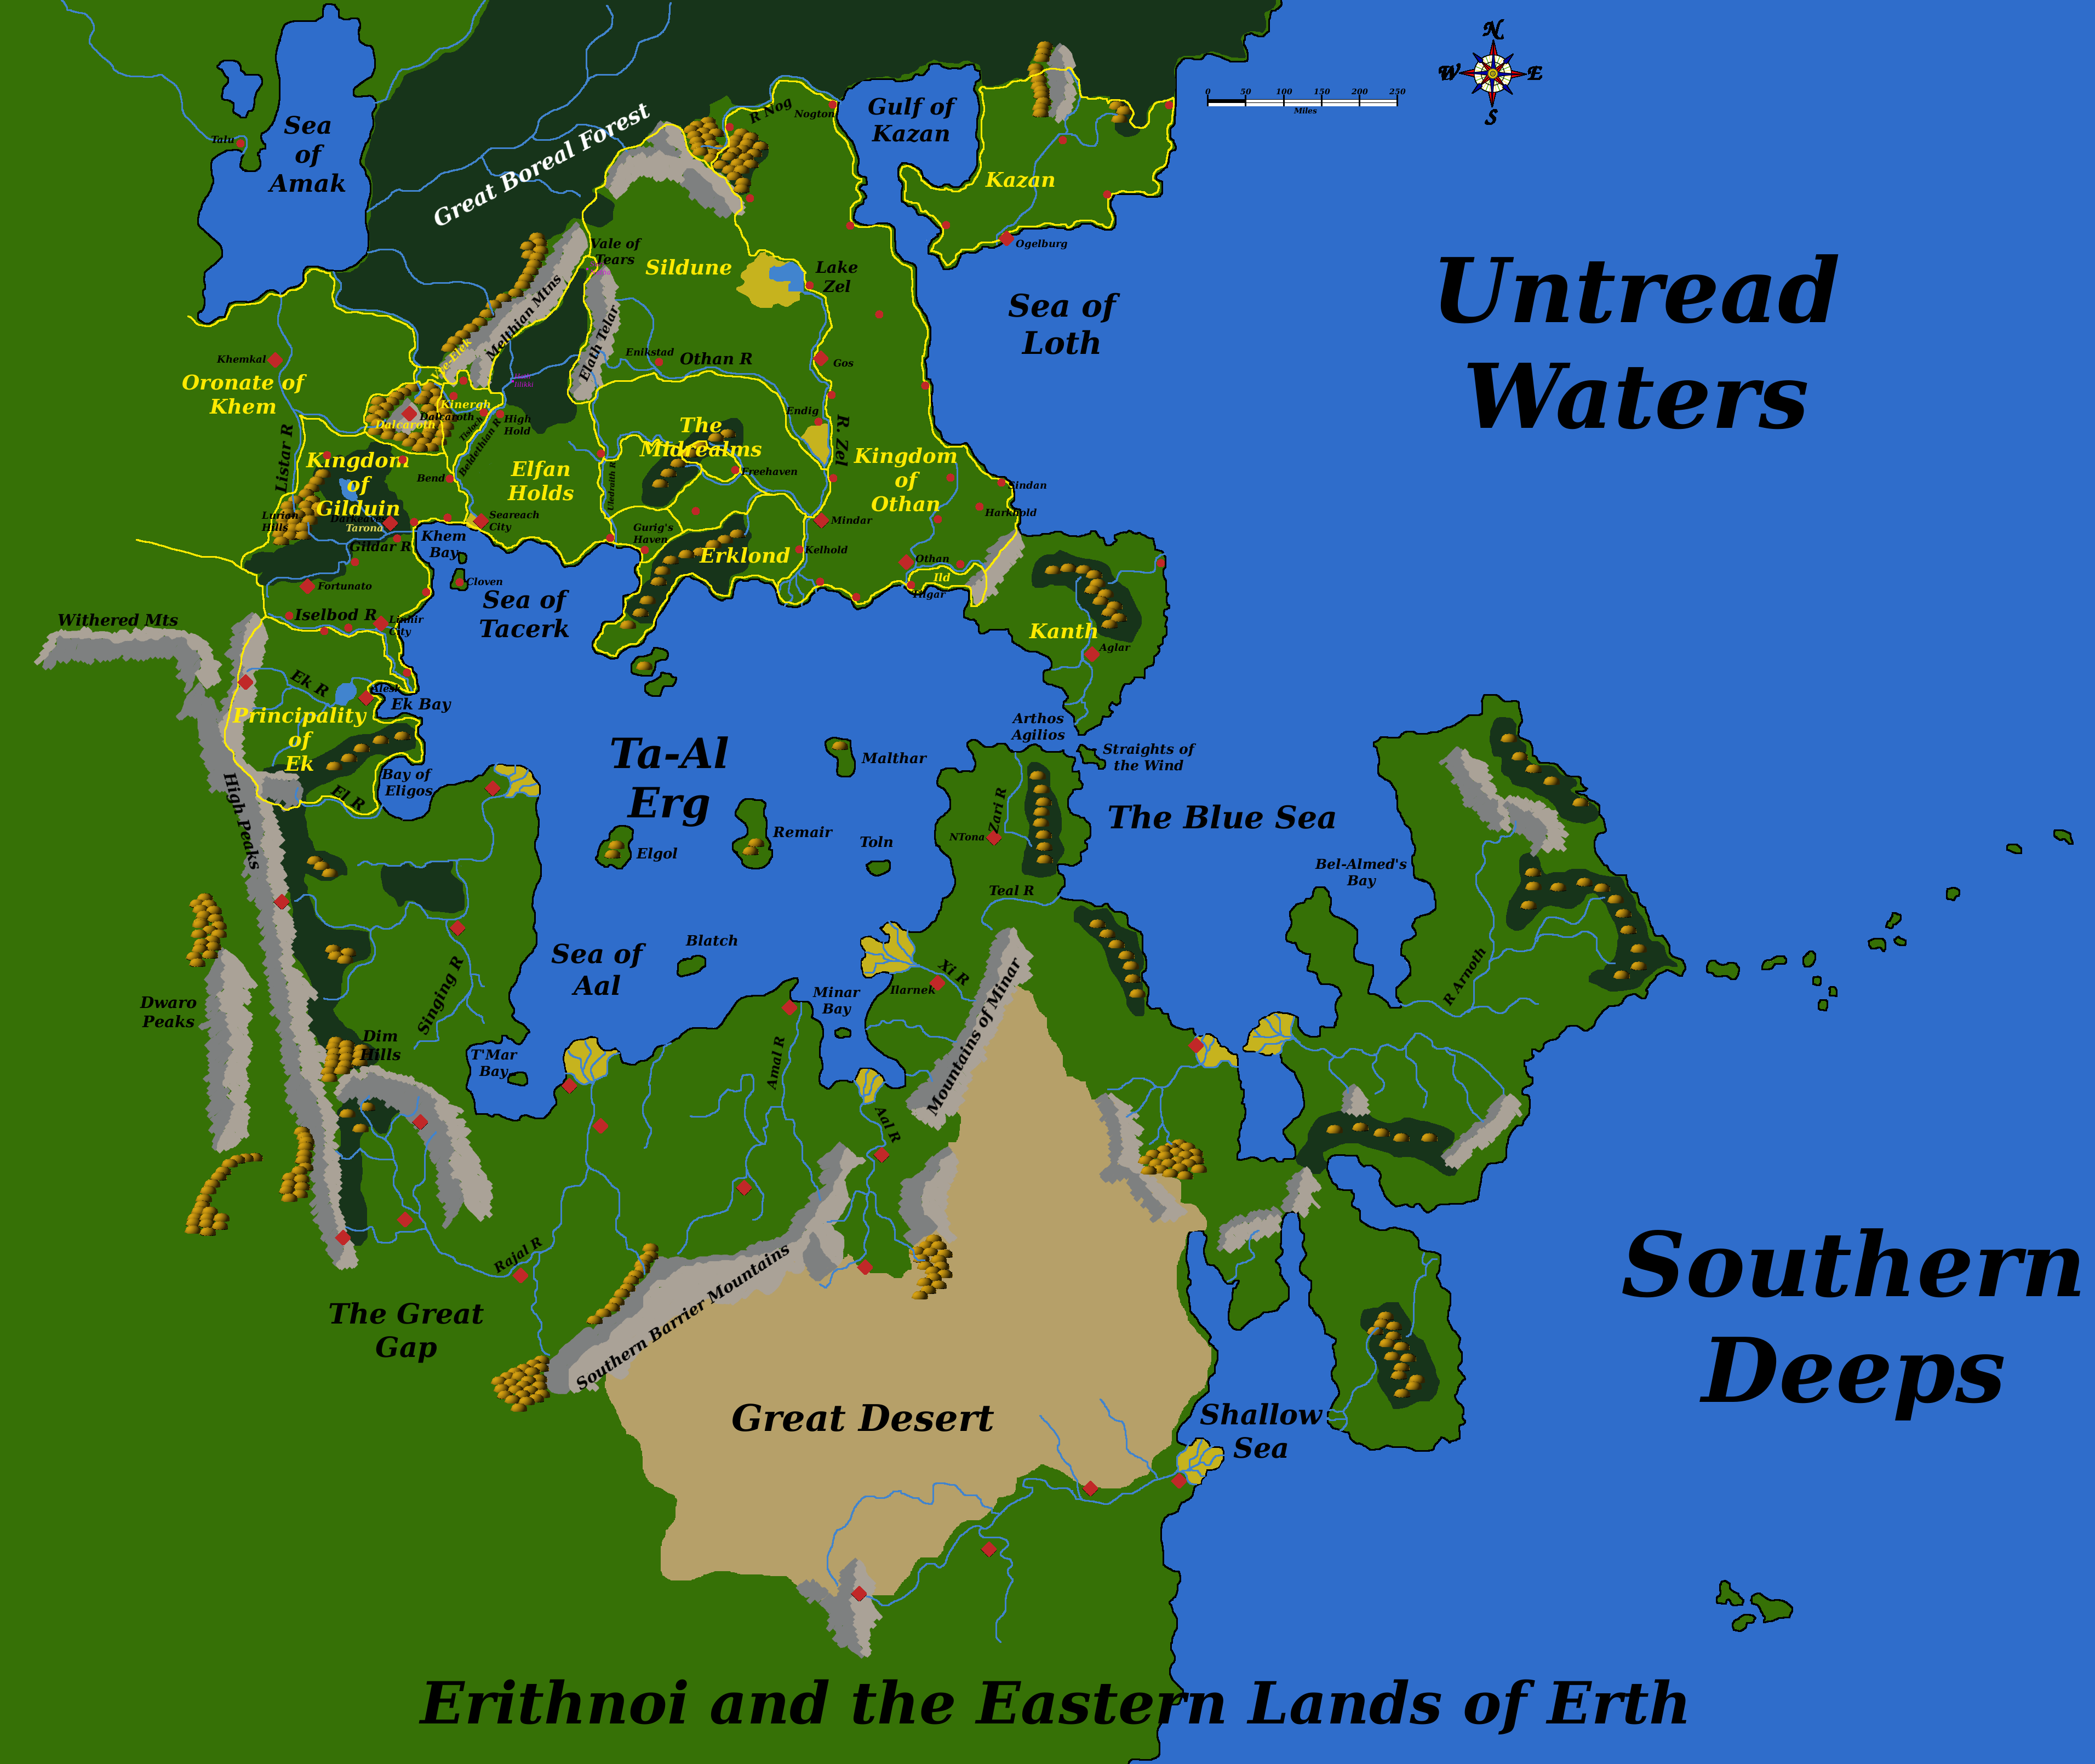 N
W
E
S
0 50 100 150 200 250
Miles
Untread
Waters
Southern
Deeps
Sea
of
Amak
Talu
Great Boreal Forest
R Nog
Nogton
Gulf of
Kazan
Kazan
Ogelburg
Vale of
Tears
Sildune
Lake
Zel
Sea of
Loth
Melthian Mtns
Elath Telar
Khemkal
Oronate of
Khem
Enikstad
Othan R
Gos
Kinergh
Dalcaroth
Dalcaroth
High
Hold
Beldethian R
Endig
R Zel
The
Midrealms
Freehaven
Listar R
Kingdom
of
Gilduin
Bend
Elfan
Holds
Kingdom
of
Othan
Sindan
Lurian
Hills
Tarona
Seareach
City
Mindar
Gildar R
Khem
Bay
Gurig's
Haven
Erklond
Kelhold
Othan
Ild
Tilgar
Fortunato
Cloven
Sea of
Tacerk
Iselbod R
City
Kanth
Aglar
Withered Mts
Ek R
Ek Bay
Principality
of
Ek
Arthos
Agilios
Straights of
the Wind
Ta-Al
Erg
Malthar
Bay of
Eligos
El R
High Peaks
Remair
Elgol
Toln
Zari R
NTona
The Blue Sea
Bel-Almed's
Bay
Teal R
Sea of
Aal
Blatch
Xi R
Ilarnek
Minar
Bay
Mountains of Minar
R Arnoth
Singing R
Dwaro
Peaks
Dim
Hills
T'Mar
Bay
Amal R
Aal R
Rajal R
Southern Barrier Mountains
The Great
Gap
Great Desert
Shallow
Sea
Erithnoi and the Eastern Lands of Erth